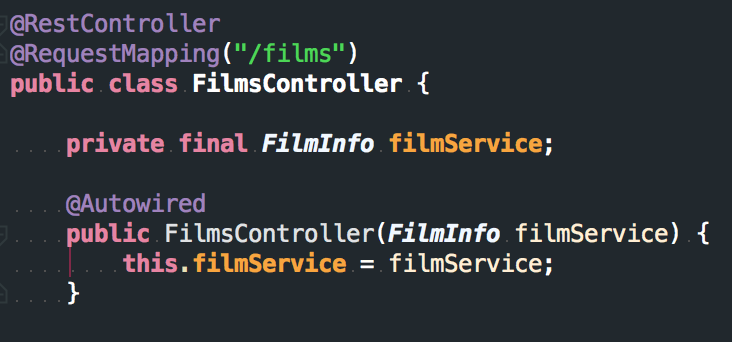 @RestController
@RequestMapping("/films")
public class FilmsController {
private final FilmInfo filmService;
@Autowired
public FilmsController(FilmInfo filmService) {
this.filmService = filmService;
}